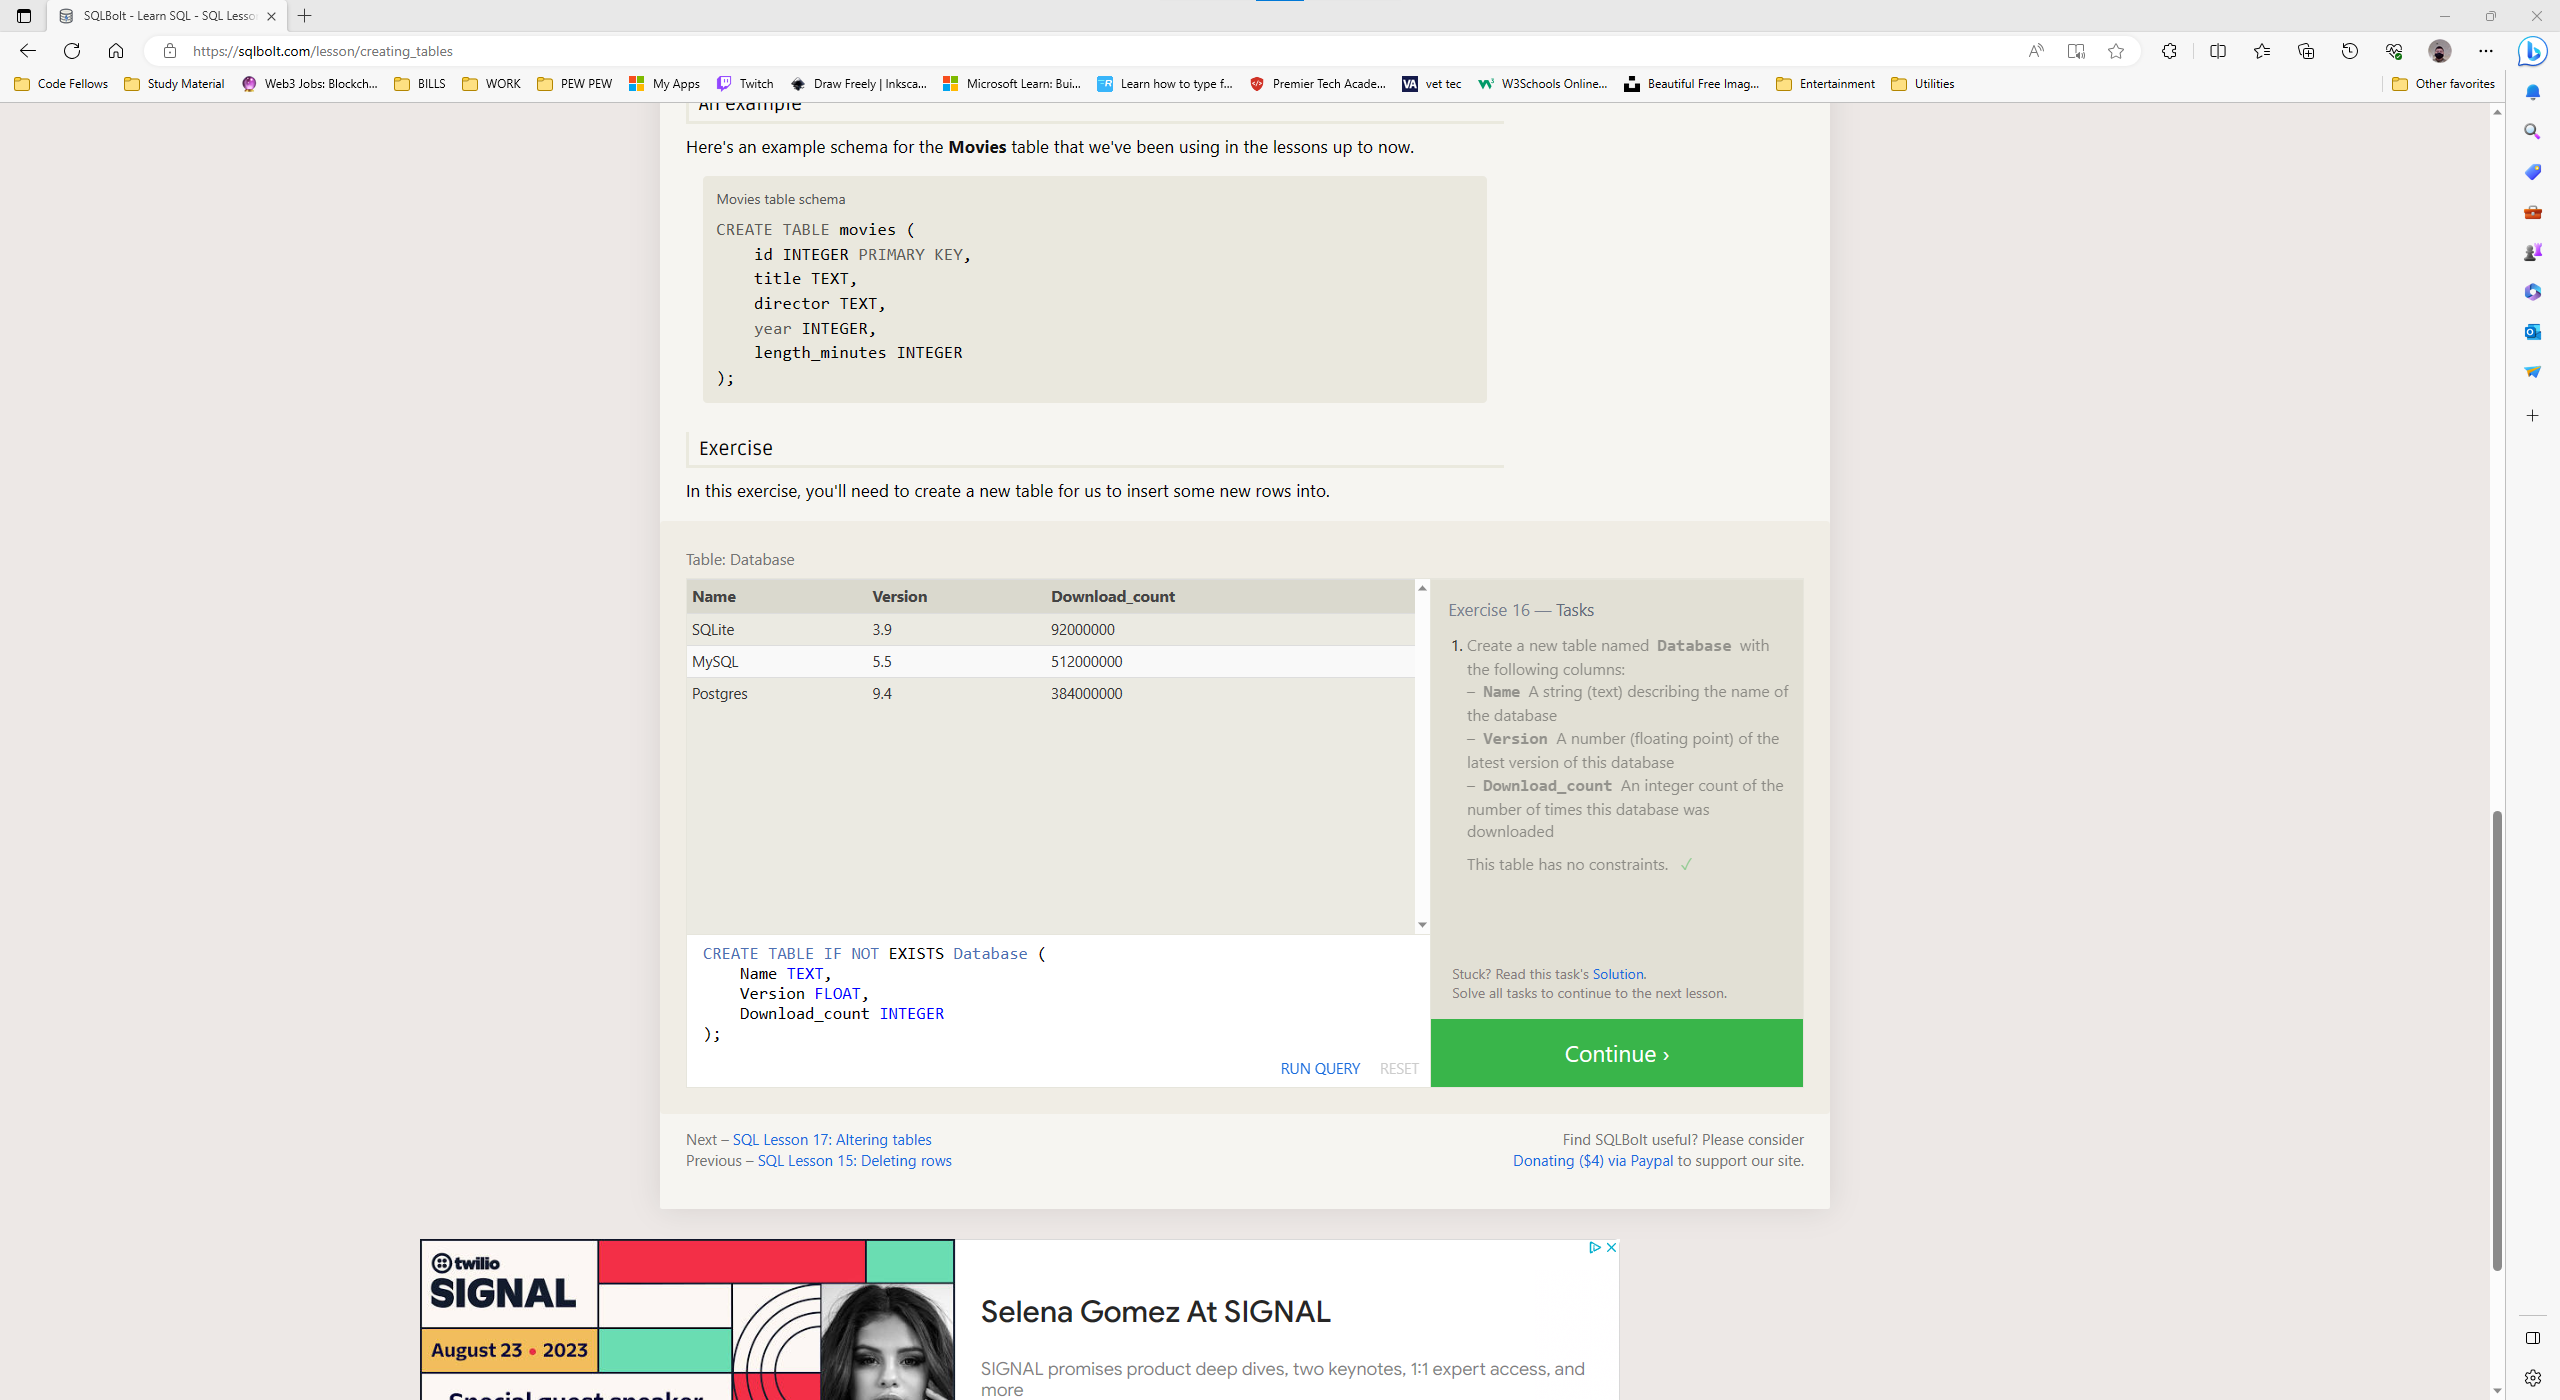 SQLBolt - Learn SQL - SQL Lesso
https://sqlbolt.com/lesson/creating_tables
Code Fellows
Study Material
Web3 Jobs: Blockch...
BILLS
WORK
PEW PEW
My Apps
Twitch
Draw Freely | Inksca...
Microsoft Learn: Bui...
Learn how to type f...
Premier Tech Acade...
vet tec
W3Schools Online...
Beautiful Free Imag...
Entertainment
Utilities
Other favorites
An example
Here's an example schema for the Movies table that we've been using in the lessons up to now.
Movies table schema
CREATE TABLE movies (
id INTEGER PRIMARY KEY,
title TEXT,
director TEXT,
year INTEGER,
length_minutes INTEGER
);
Exercise
In this exercise, you'll need to create a new table for us to insert some new rows into.
Table: Database
Name Version Download_count
SQLite 3.9 92000000
MySQL 5.5 512000000
Postgres 9.4 384000000
Exercise 16 — Tasks
1. Create a new table named Database with
the following columns:
– Name A string (text) describing the name of
the database
– Version A number (floating point) of the
latest version of this database
– Download_count An integer count of the
number of times this database was
downloaded
This table has no constraints. ✓
CREATE TABLE IF NOT EXISTS Database (
Name TEXT,
Version FLOAT,
Download_count INTEGER
);
RUN QUERY RESET
Stuck? Read this task's Solution.
Solve all tasks to continue to the next lesson.
Continue ›
Next – SQL Lesson 17: Altering tables
Previous – SQL Lesson 15: Deleting rows
Find SQLBolt useful? Please consider
Donating ($4) via Paypal to support our site.
twilio
SIGNAL
August 23 • 2023
Special guest speaker
Selena Gomez At SIGNAL
SIGNAL promises product deep dives, two keynotes, 1:1 expert access, and
more